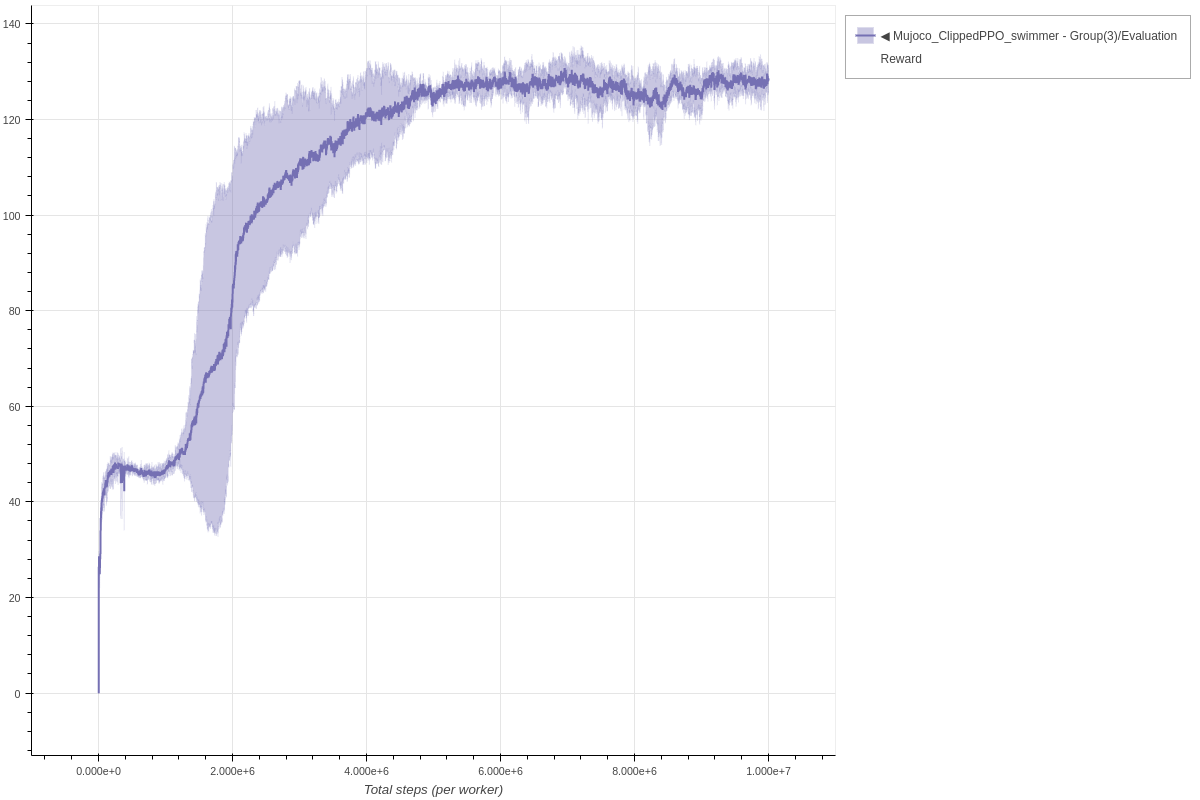 ◀ Mujoco_ClippedPPO_swimmer - Group(3)/Evaluation
Reward
140
120
100
80
60
40
20
0
0.000e+0 2.000e+6 4.000e+6 6.000e+6 8.000e+6 1.000e+7
Total steps (per worker)